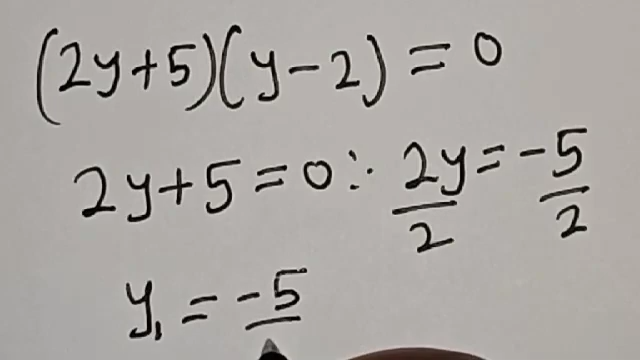 (2y+5)(y-2) = 0
2y+5=0 ∴ 2y/2 = -5/2
y₁ = -5